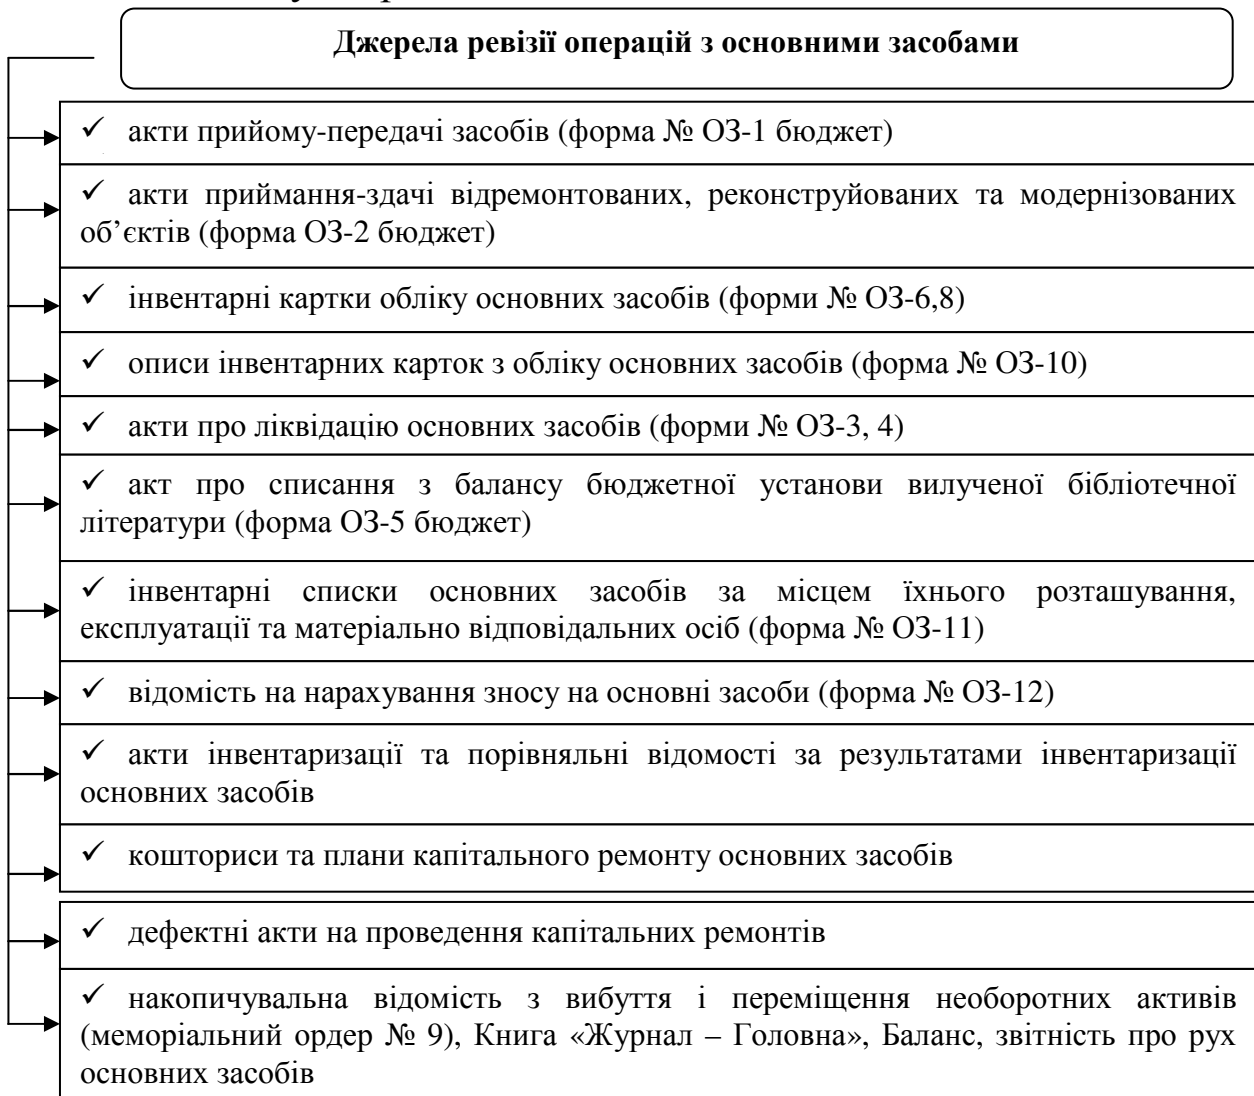 Джерела ревізії операцій з основними засобами
✓ акти прийому-передачі засобів (форма № ОЗ-1 бюджет)
✓ акти приймання-здачі відремонтованих, реконструйованих та модернізованих
об’єктів (форма ОЗ-2 бюджет)
✓ інвентарні картки обліку основних засобів (форми № ОЗ-6,8)
✓ описи інвентарних карток з обліку основних засобів (форма № ОЗ-10)
✓ акти про ліквідацію основних засобів (форми № ОЗ-3, 4)
✓ акт про списання з балансу бюджетної установи вилученої бібліотечної
літератури (форма ОЗ-5 бюджет)
✓ інвентарні списки основних засобів за місцем їхнього розташування,
експлуатації та матеріально відповідальних осіб (форма № ОЗ-11)
✓ відомість на нарахування зносу на основні засоби (форма № ОЗ-12)
✓ акти інвентаризації та порівняльні відомості за результатами інвентаризації
основних засобів
✓ кошториси та плани капітального ремонту основних засобів
✓ дефектні акти на проведення капітальних ремонтів
✓ накопичувальна відомість з вибуття і переміщення необоротних активів
(меморіальний ордер № 9), Книга «Журнал – Головна», Баланс, звітність про рух
основних засобів